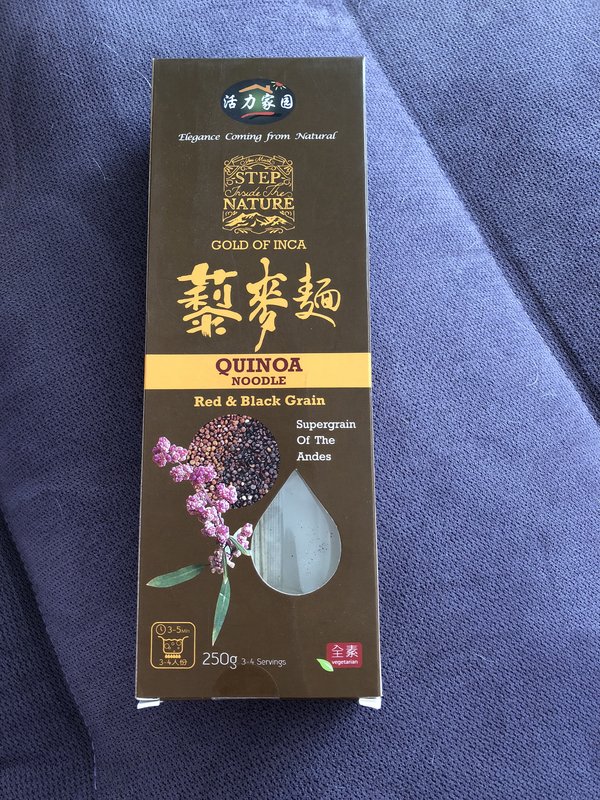 活力家园
Elegance Coming from Natural
STEP
Inside The
NATURE
GOLD OF INCA
藜麥麵
QUINOA
NOODLE
Red & Black Grain
Supergrain
Of The
Andes
3-5Min
3-4人份
250g 3-4 Servings
全素
vegetarian